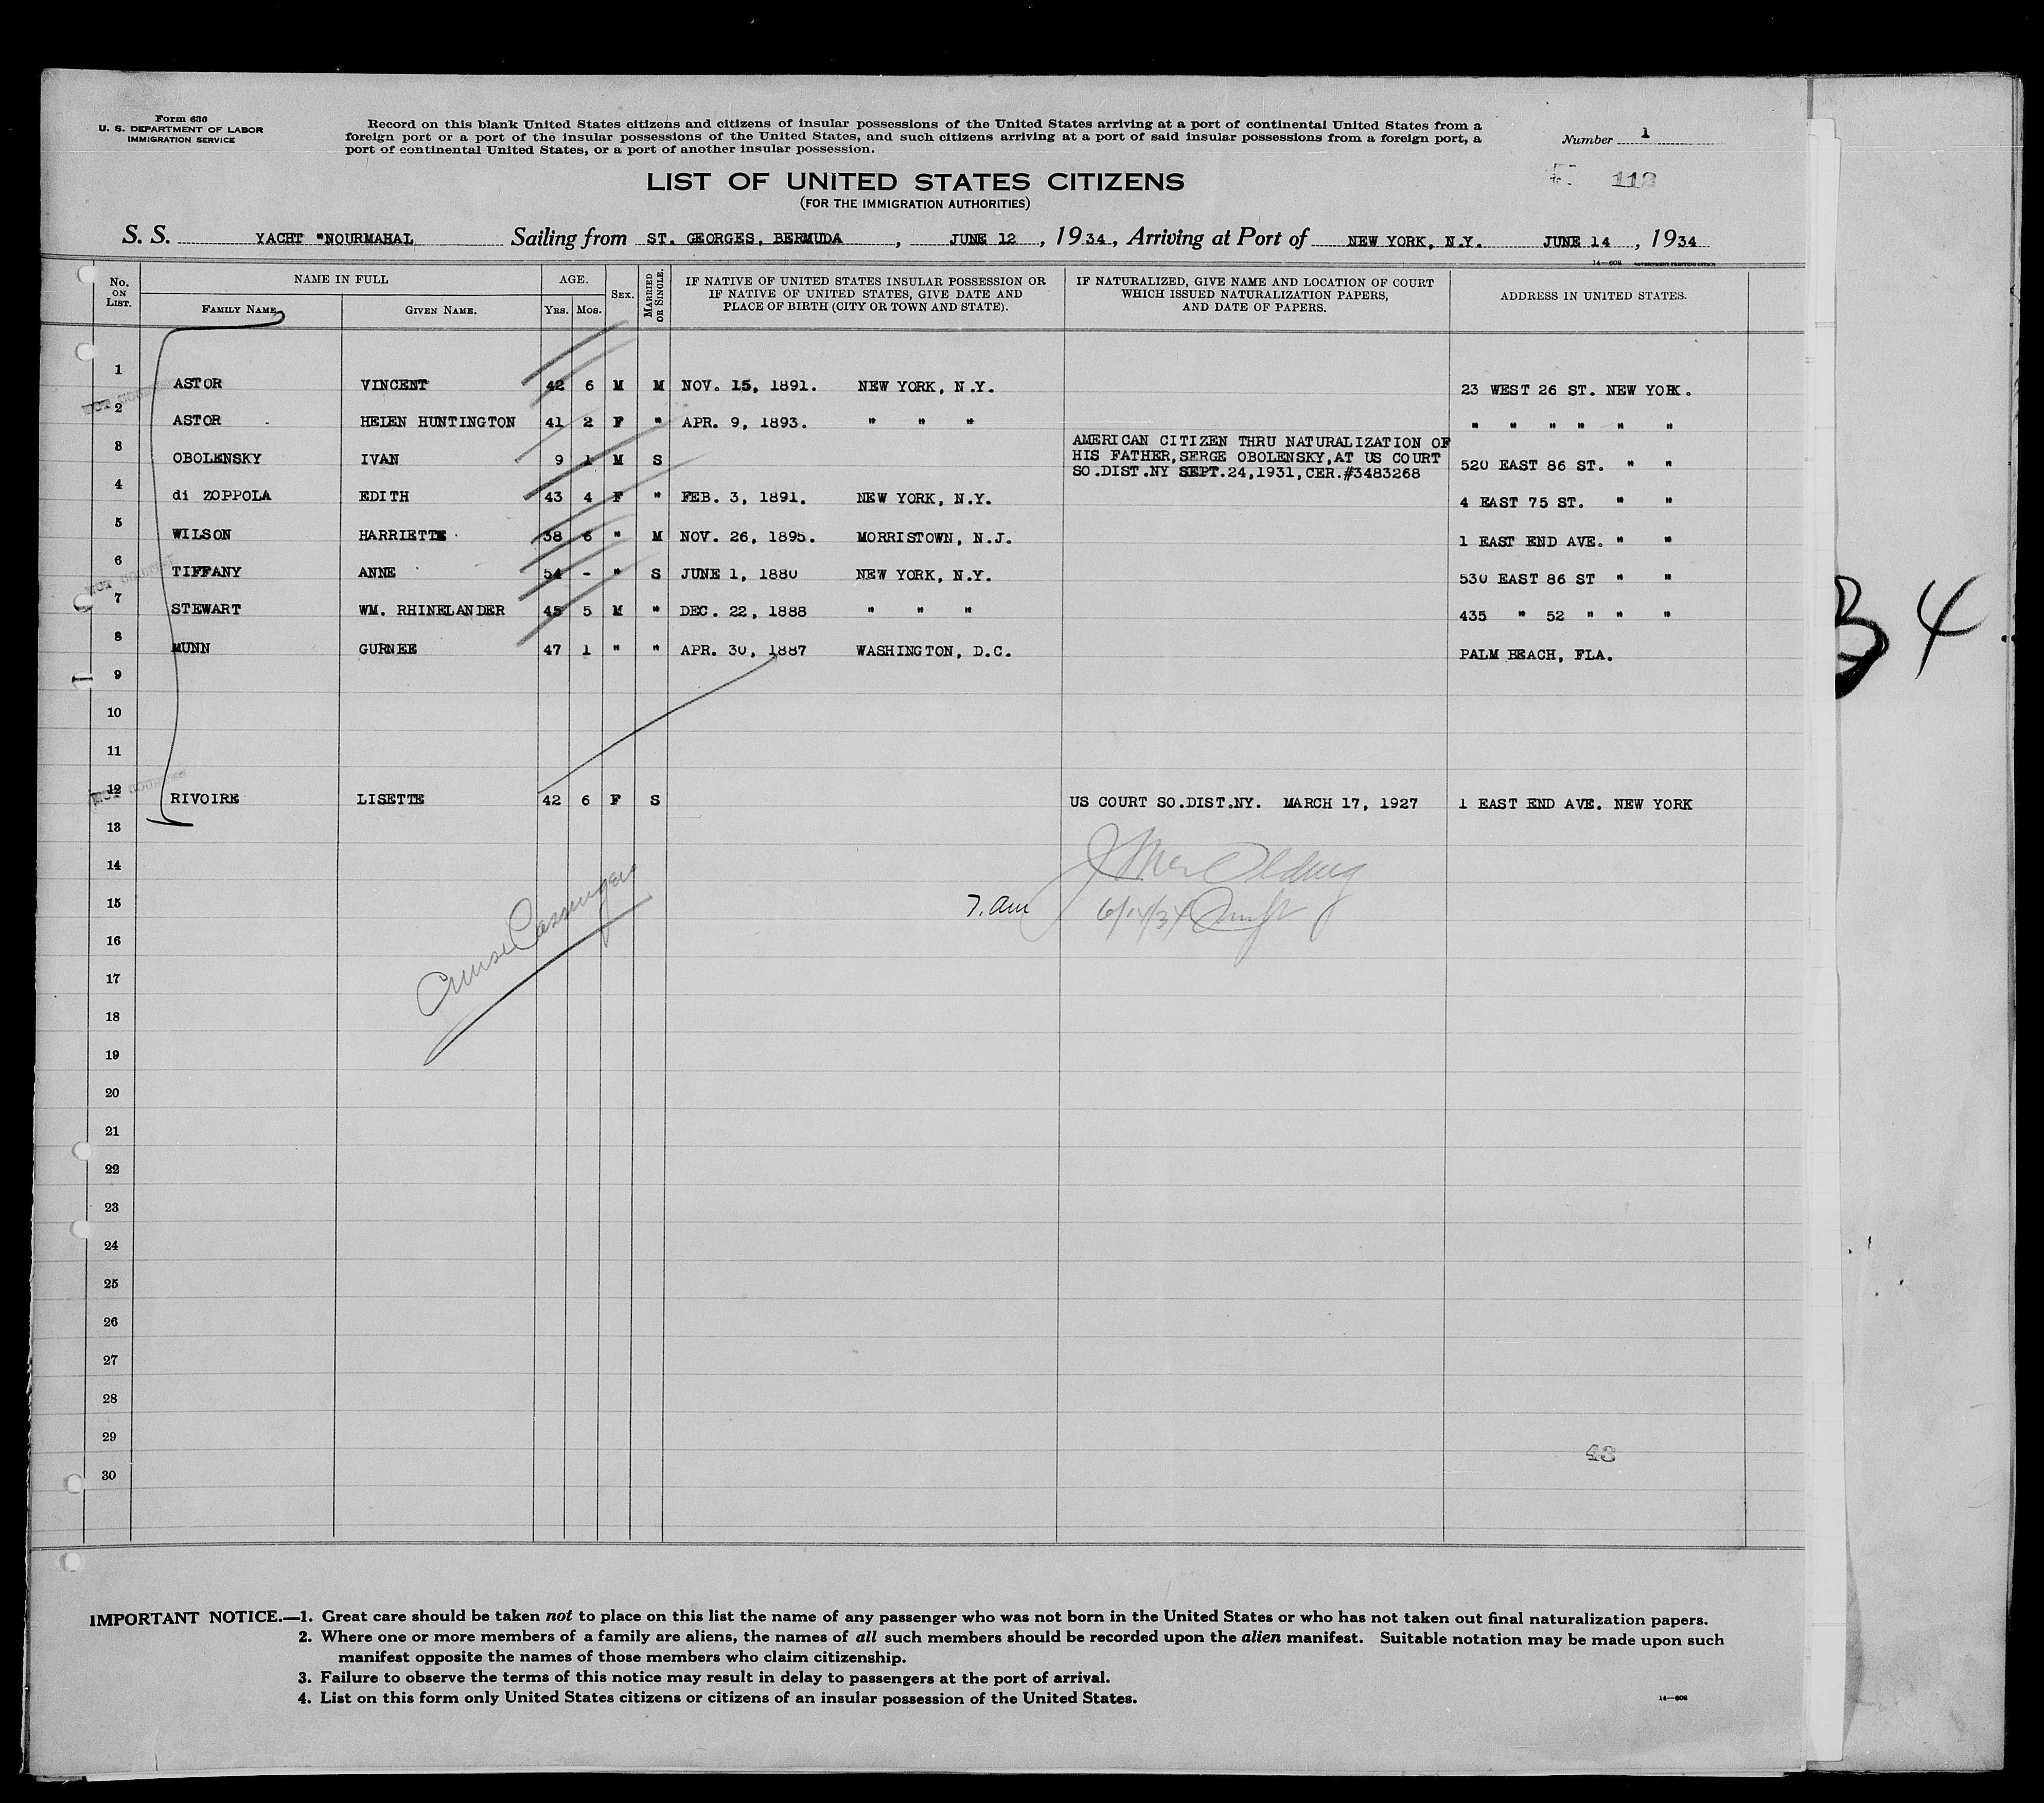 Form 636
U. S. DEPARTMENT OF LABOR
IMMIGRATION SERVICE
Record on this blank United States citizens and citizens of insular possessions of the United States arriving at a port of continental United States from a
foreign port or a port of the insular possessions of the United States, and such citizens arriving at a port of said insular possessions from a foreign port, a
port of continental United States, or a port of another insular possession.
Number 1
112
LIST OF UNITED STATES CITIZENS
(FOR THE IMMIGRATION AUTHORITIES)
S. S. YACHT "NOURMAHAL Sailing from ST. GEORGES, BERMUDA, JUNE 12, 1934, Arriving at Port of NEW YORK, N.Y. JUNE 14, 1934
14—608 GOVERNMENT PRINTING OFFICE
No. ON LIST. NAME IN FULL AGE. SEX. MARRIED OR SINGLE. IF NATIVE OF UNITED STATES INSULAR POSSESSION OR IF NATIVE OF UNITED STATES, GIVE DATE AND PLACE OF BIRTH (CITY OR TOWN AND STATE). IF NATURALIZED, GIVE NAME AND LOCATION OF COURT WHICH ISSUED NATURALIZATION PAPERS, AND DATE OF PAPERS. ADDRESS IN UNITED STATES.
FAMILY NAME. GIVEN NAME. YRS. MOS.
1 ASTOR VINCENT 42 6 M M NOV. 15, 1891. NEW YORK, N.Y. 23 WEST 26 ST. NEW YORK.
2 ASTOR HELEN HUNTINGTON 41 2 F " APR. 9, 1893. " " " " " " " " "
3 OBOLENSKY IVAN 9 1 M S AMERICAN CITIZEN THRU NATURALIZATION OF
HIS FATHER, SERGE OBOLENSKY, AT US COURT 520 EAST 86 ST. " "
SO.DIST.NY SEPT.24,1931,CER.#3483268
4 di ZOPPOLA EDITH 43 4 F " FEB. 3, 1891. NEW YORK, N.Y. 4 EAST 75 ST. " "
5 WILSON HARRIETTE 38 6 " M NOV. 26, 1895. MORRISTOWN, N.J. 1 EAST END AVE. " "
6 TIFFANY ANNE 54 - " S JUNE 1, 1880 NEW YORK, N.Y. 530 EAST 86 ST " "
7 STEWART WM. RHINELANDER 45 5 M " DEC. 22, 1888 " " " 435 " 52 " " "
8 MUNN GURNEE 47 1 " " APR. 30, 1887 WASHINGTON, D.C. PALM BEACH, FLA.
9
10
11
12 RIVOIRE LISETTE 42 6 F S US COURT SO.DIST.NY. MARCH 17, 1927 1 EAST END AVE. NEW YORK
13
14
15 7. am
6/14/34
16
Cruise Passengers
17
18
19
20
21
22
23
24
25
26
27
28
29
43
30
B 4
IMPORTANT NOTICE.—1. Great care should be taken not to place on this list the name of any passenger who was not born in the United States or who has not taken out final naturalization papers.
2. Where one or more members of a family are aliens, the names of all such members should be recorded upon the alien manifest. Suitable notation may be made upon such
manifest opposite the names of those members who claim citizenship.
3. Failure to observe the terms of this notice may result in delay to passengers at the port of arrival.
4. List on this form only United States citizens or citizens of an insular possession of the United States.
14—608